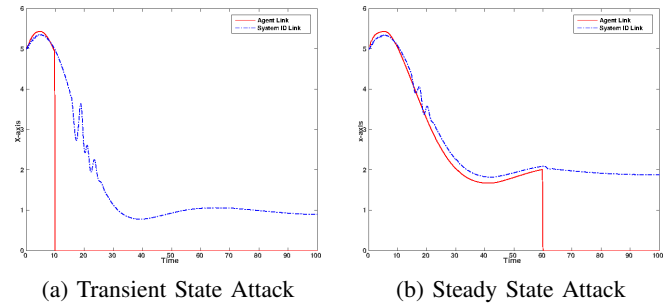 Agent Link
System ID Link
6
5
4
3
2
1
0
X-axis
0 10 20 30 40 50 60 70 80 90 100
Time
(a) Transient State Attack
Agent Link
System ID Link
6
5
4
3
2
1
0
x-axis
0 10 20 30 40 50 60 70 80 90 100
Time
(b) Steady State Attack